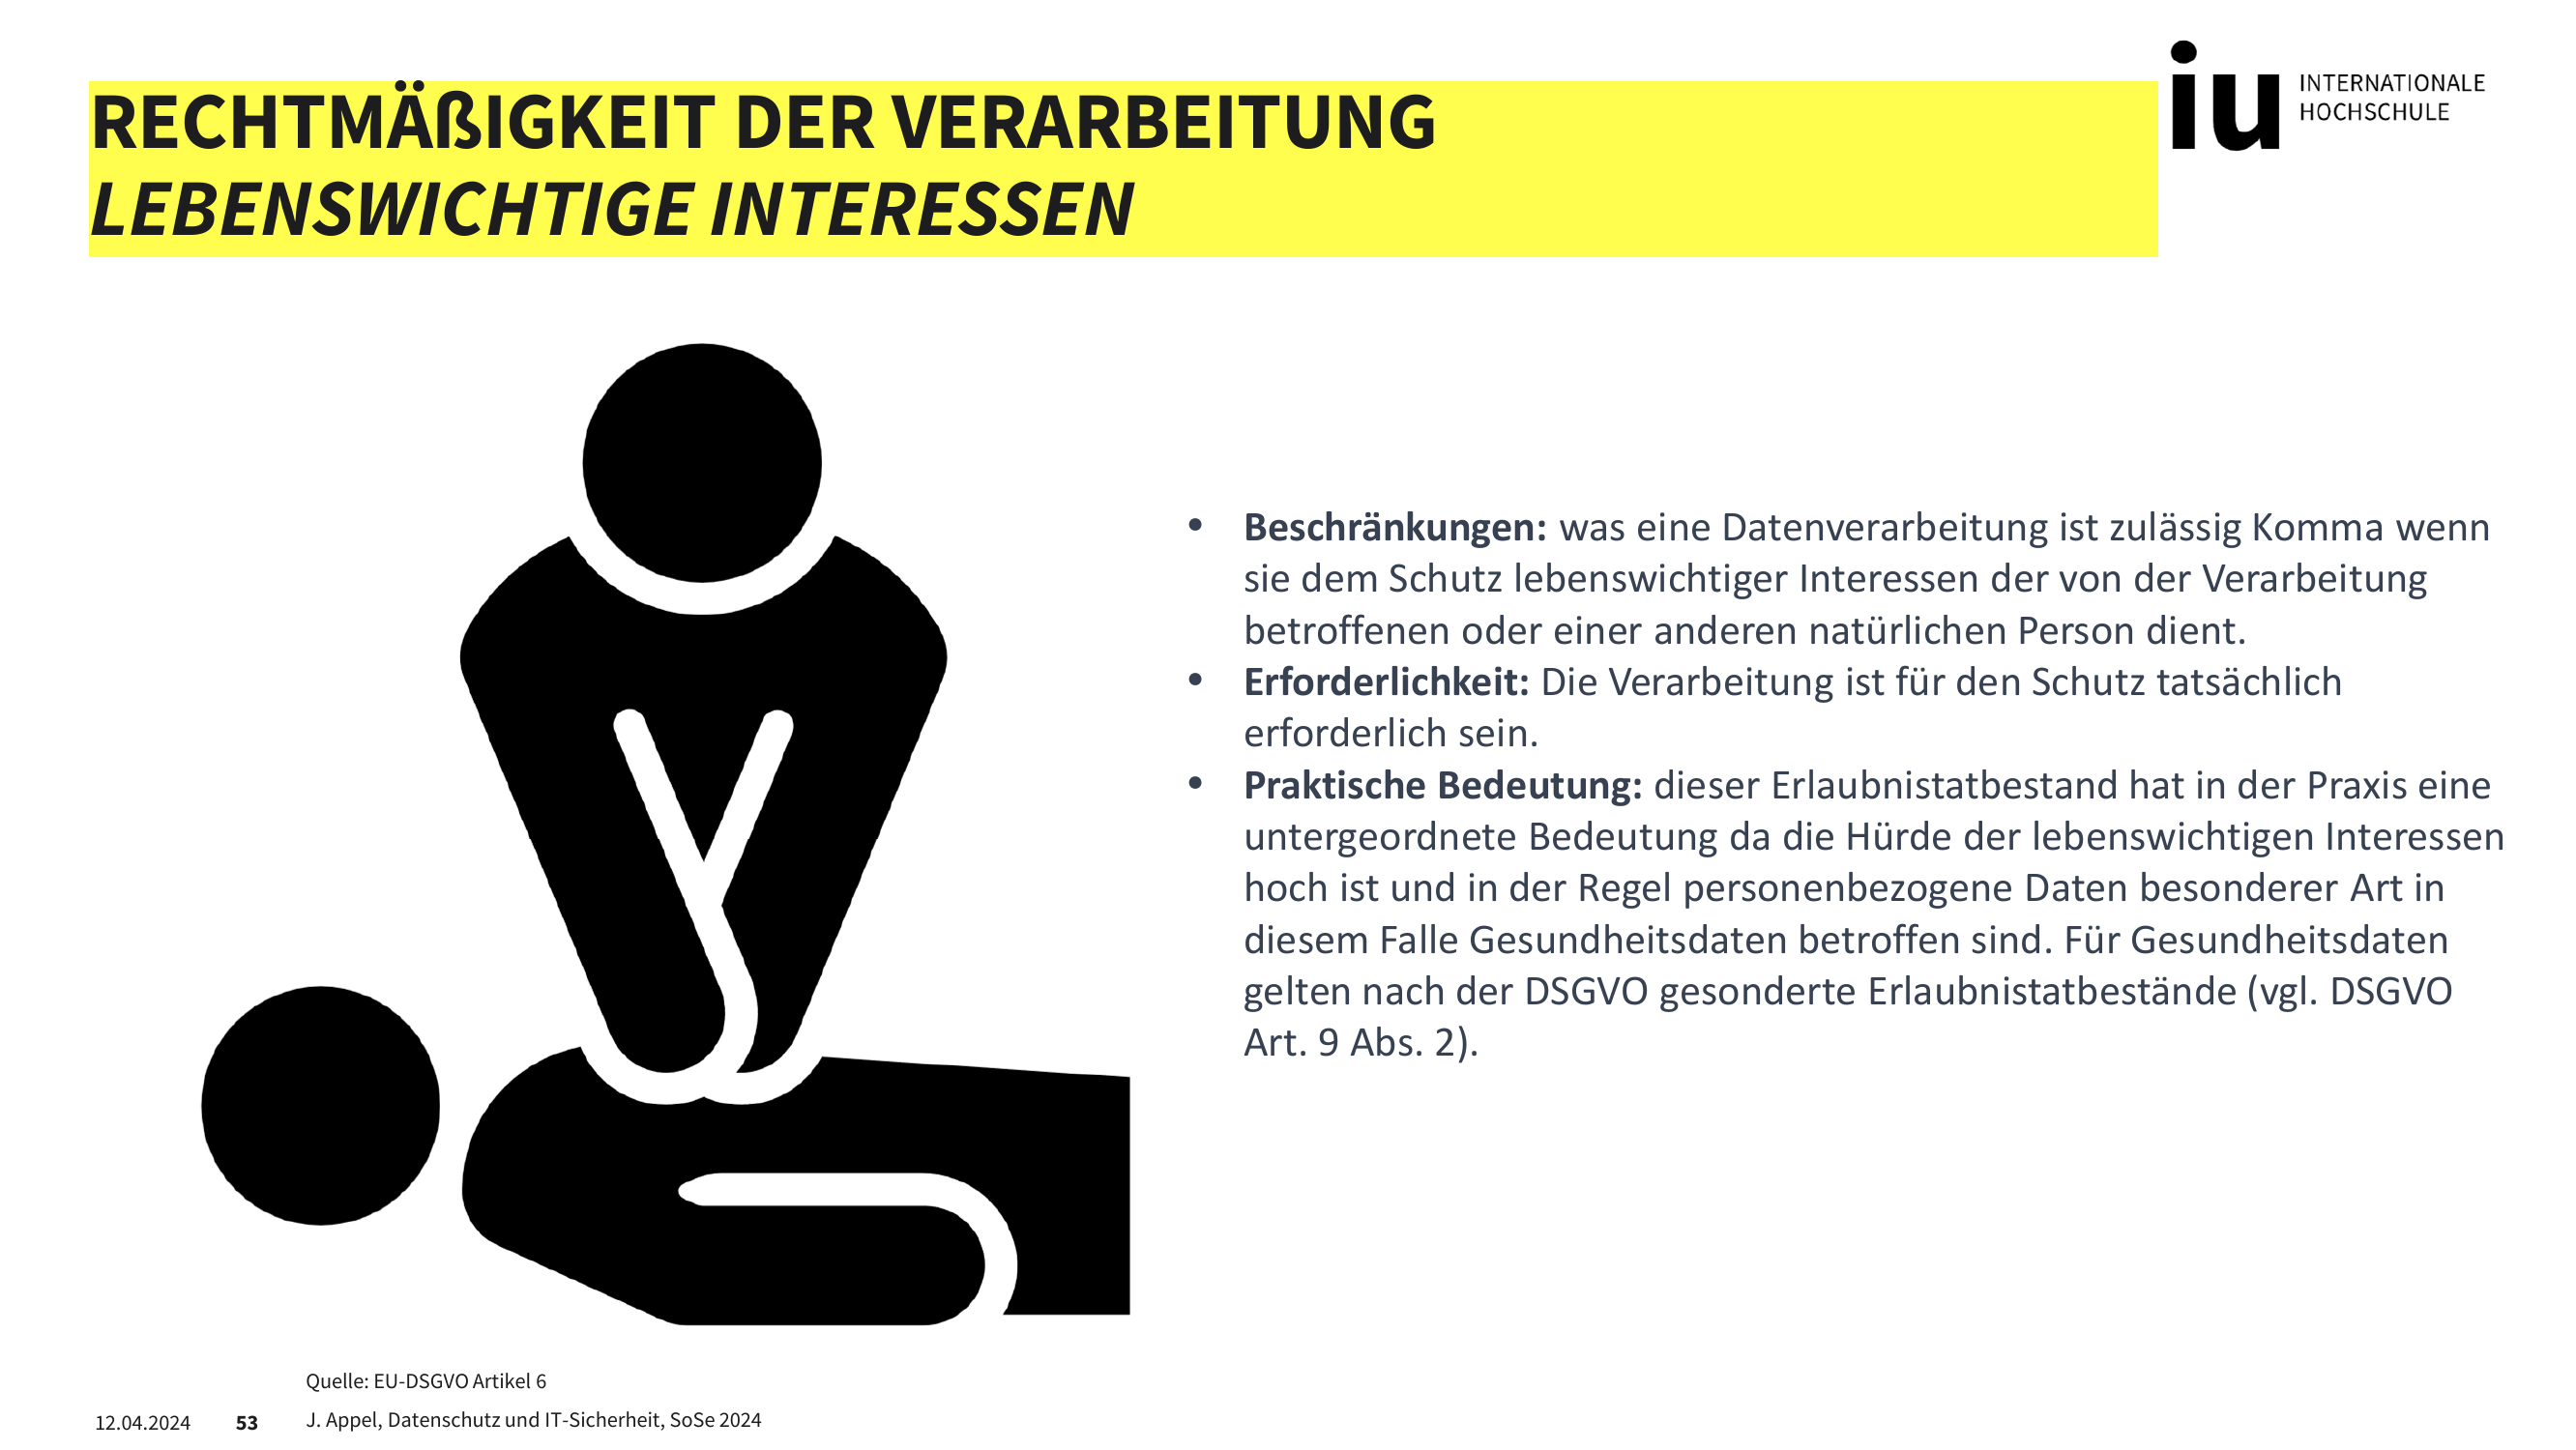 RECHTMÄßIGKEIT DER VERARBEITUNG
LEBENSWICHTIGE INTERESSEN
iu INTERNATIONALE
HOCHSCHULE
• Beschränkungen: was eine Datenverarbeitung ist zulässig Komma wenn
sie dem Schutz lebenswichtiger Interessen der von der Verarbeitung
betroffenen oder einer anderen natürlichen Person dient.
• Erforderlichkeit: Die Verarbeitung ist für den Schutz tatsächlich
erforderlich sein.
• Praktische Bedeutung: dieser Erlaubnistatbestand hat in der Praxis eine
untergeordnete Bedeutung da die Hürde der lebenswichtigen Interessen
hoch ist und in der Regel personenbezogene Daten besonderer Art in
diesem Falle Gesundheitsdaten betroffen sind. Für Gesundheitsdaten
gelten nach der DSGVO gesonderte Erlaubnistatbestände (vgl. DSGVO
Art. 9 Abs. 2).
Quelle: EU-DSGVO Artikel 6
12.04.2024 53 J. Appel, Datenschutz und IT-Sicherheit, SoSe 2024